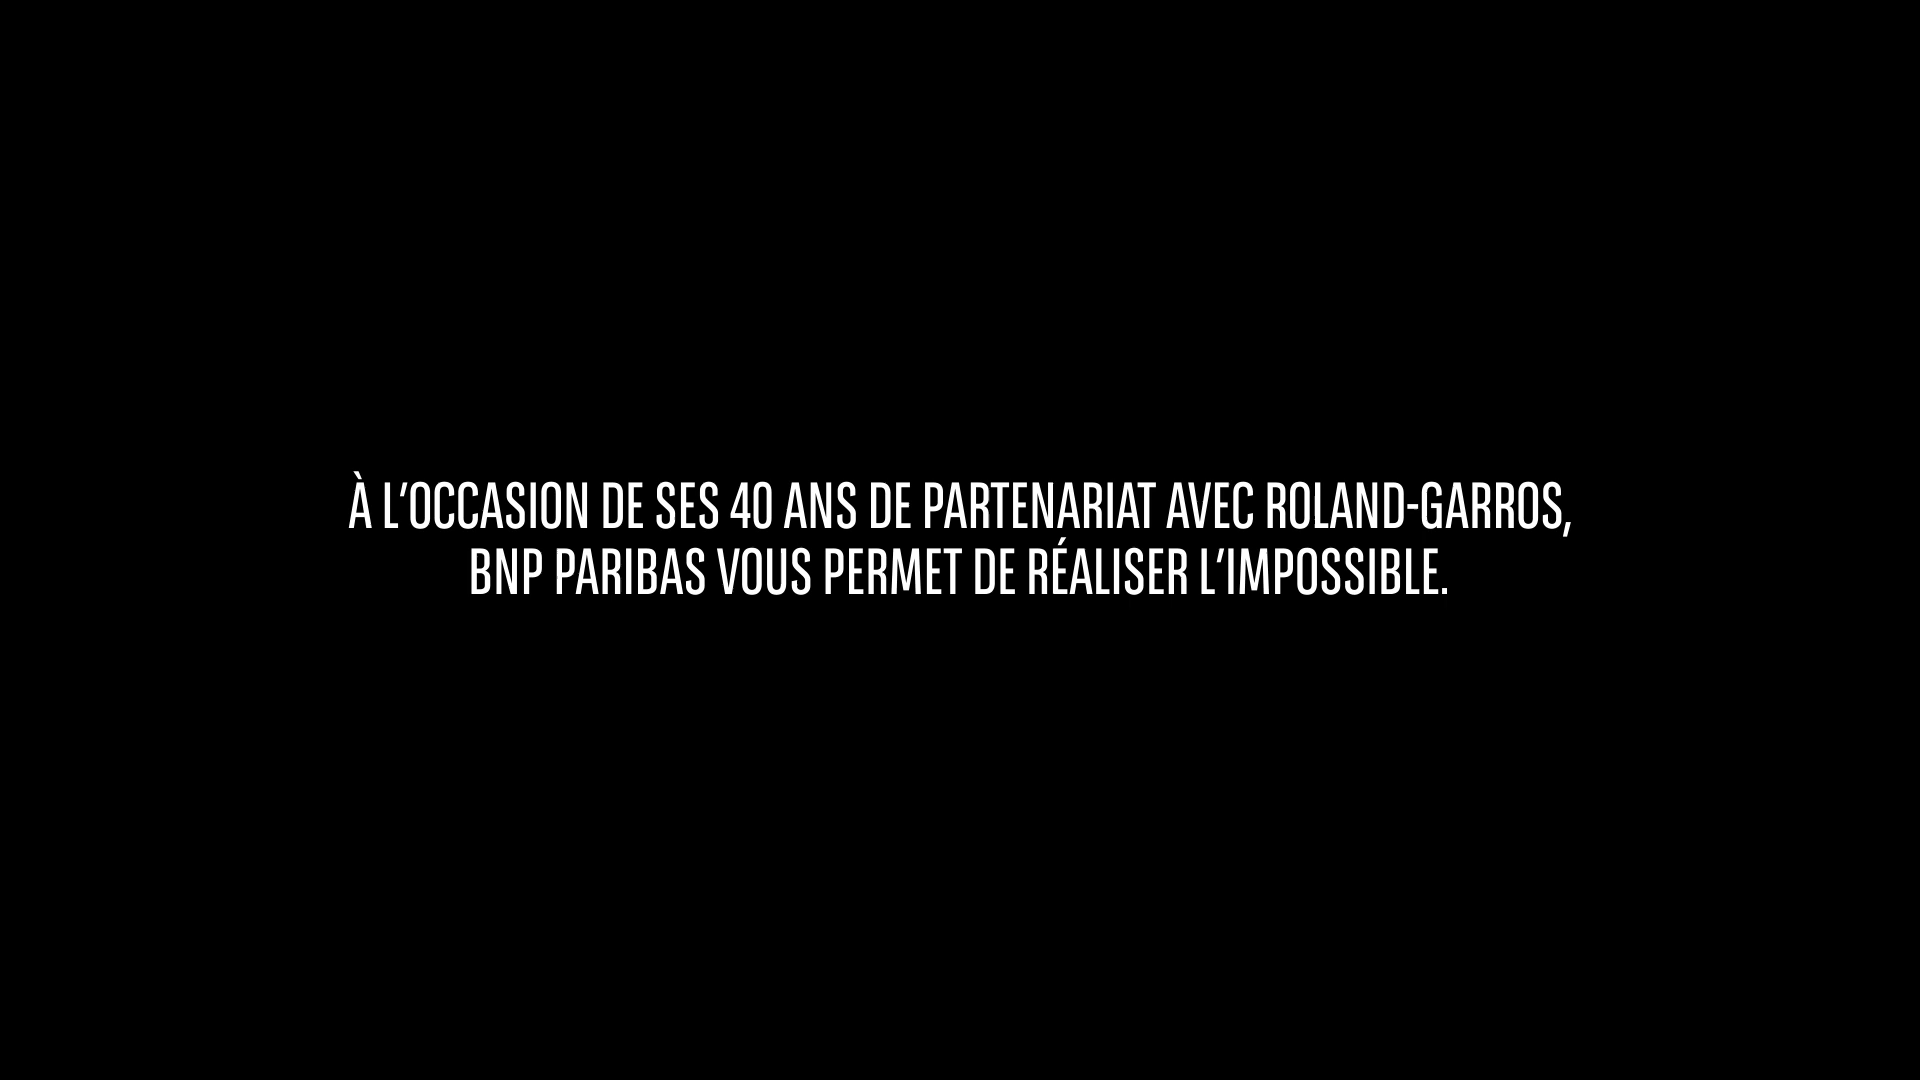 À L'OCCASION DE SES 40 ANS DE PARTENARIAT AVEC ROLAND-GARROS,
BNP PARIBAS VOUS PERMET DE RÉALISER L'IMPOSSIBLE.